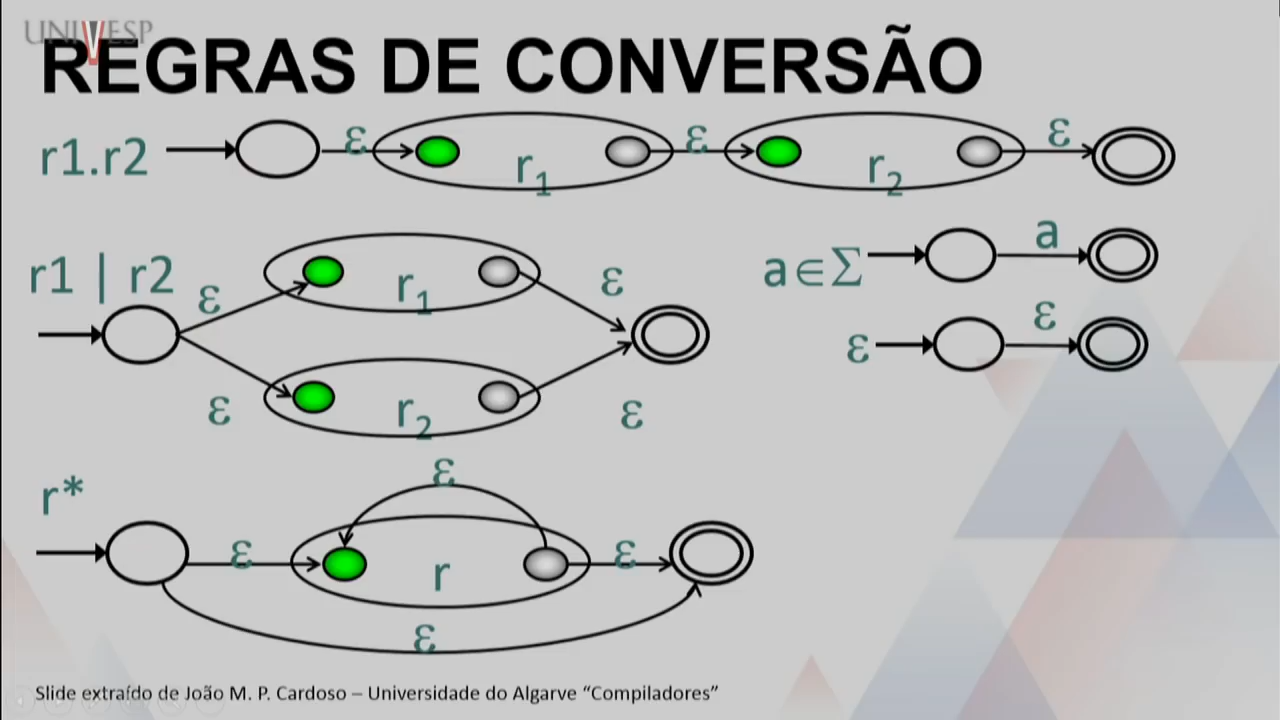 UNIVESP
REGRAS DE CONVERSÃO
r1.r2 ε r₁ ε r₂ ε
r1 | r2 ε r₁ ε
ε r₂ ε
a∈Σ a
ε ε
r* ε
ε r ε
ε
Slide extraído de João M. P. Cardoso – Universidade do Algarve “Compiladores”